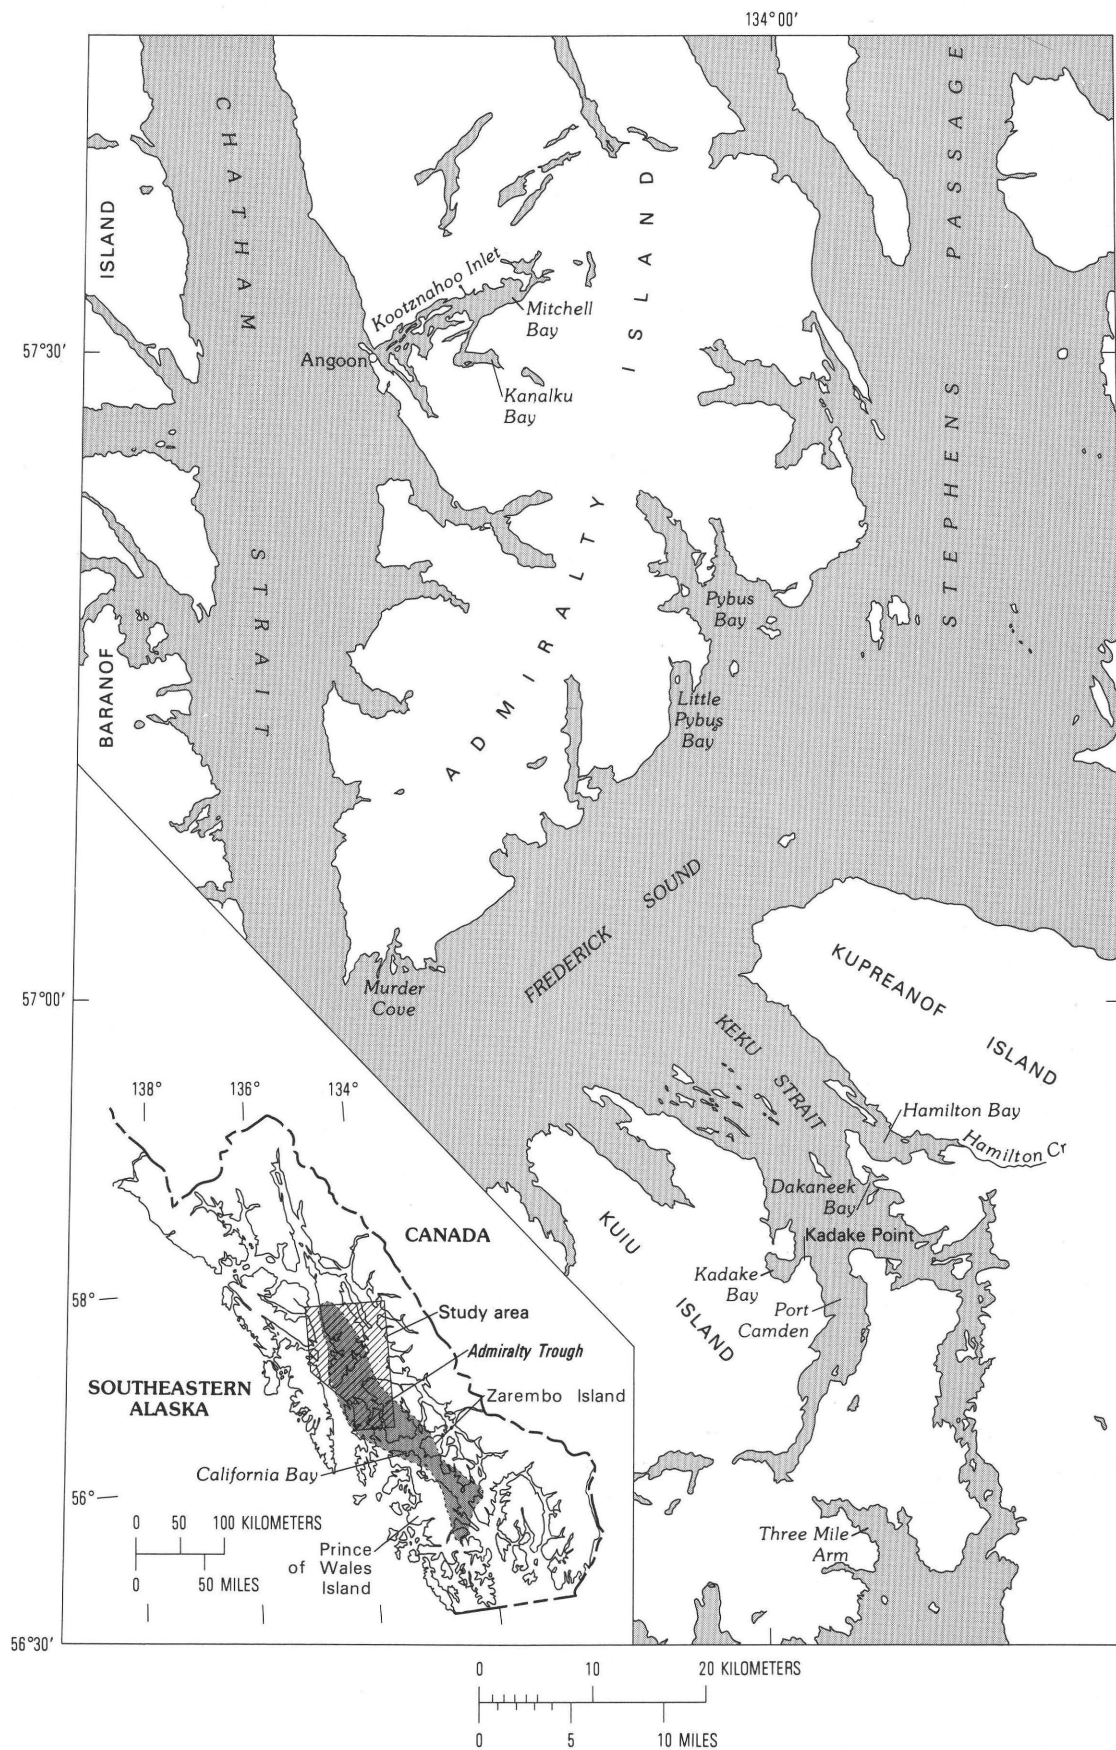 134°00'
CHATHAM
STRAIT
STEPHENS PASSAGE
ISLAND
BARANOF
ADMIRALTY ISLAND
Kootznahoo Inlet
Mitchell
Bay
57°30'
Angoon
Kanalku
Bay
Pybus
Bay
Little
Pybus
Bay
FREDERICK SOUND
KUPREANOF
ISLAND
57°00'
Murder
Cove
KEKU
STRAIT
Hamilton Bay
Hamilton Cr
Dakaneek
Bay
Kadake Point
KUIU
ISLAND
Kadake
Bay
Port
Camden
Three Mile
Arm
138° 136° 134°
CANADA
58°
Study area
Admiralty Trough
SOUTHEASTERN
ALASKA
Zarembo Island
California Bay
56°
0 50 100 KILOMETERS
0 50 MILES
Prince
of Wales
Island
56°30'
0 10 20 KILOMETERS
0 5 10 MILES